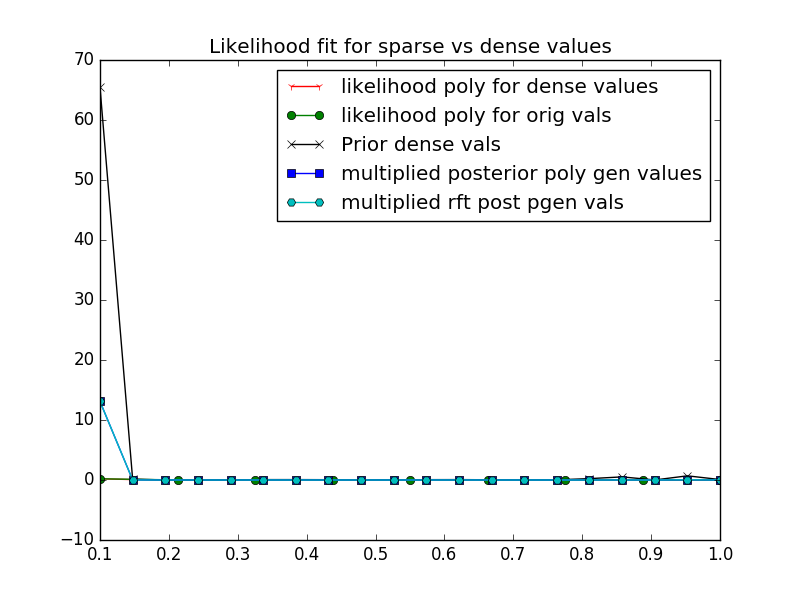 Likelihood fit for sparse vs dense values
70
60
50
40
30
20
10
0
−10
likelihood poly for dense values
likelihood poly for orig vals
Prior dense vals
multiplied posterior poly gen values
multiplied rft post pgen vals
0.1 0.2 0.3 0.4 0.5 0.6 0.7 0.8 0.9 1.0